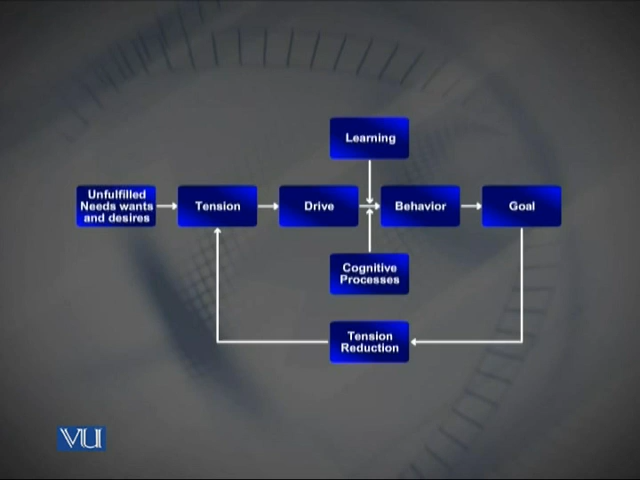 Learning
Unfulfilled
Needs wants
and desires
Tension
Drive
Behavior
Goal
Cognitive
Processes
Tension
Reduction
VU